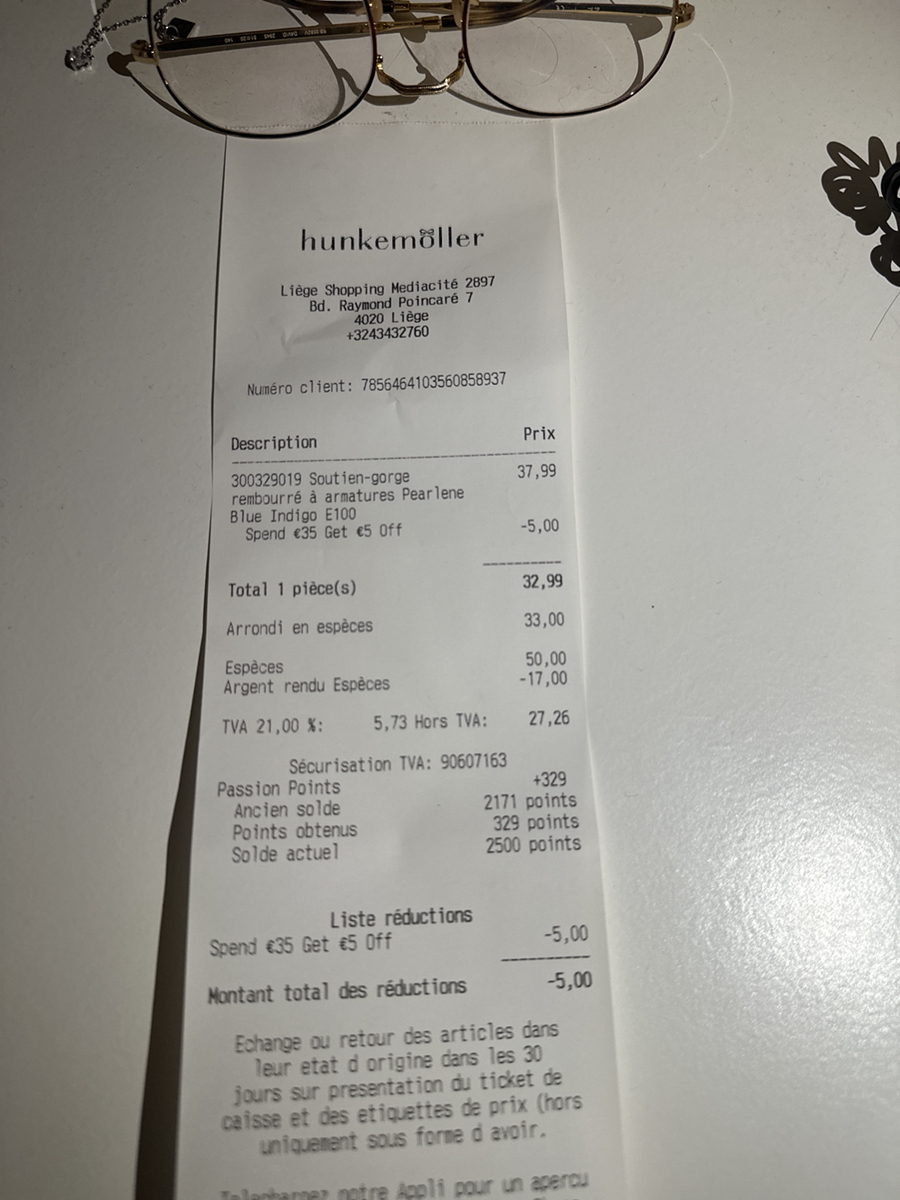 hunkemöller
Liège Shopping Mediacité 2897
Bd. Raymond Poincaré 7
4020 Liège
+3243432760
Numéro client: 7856464103560858937
Description Prix
300329019 Soutien-gorge 37,99
rembourré à armatures Pearlene
Blue Indigo E100
Spend €35 Get €5 Off -5,00
Total 1 pièce(s) 32,99
Arrondi en espèces 33,00
Espèces 50,00
Argent rendu Espèces -17,00
TVA 21,00 %: 5,73 Hors TVA: 27,26
Sécurisation TVA: 90607163
Passion Points +329
Ancien solde 2171 points
Points obtenus 329 points
Solde actuel 2500 points
Liste réductions
Spend €35 Get €5 Off -5,00
Montant total des réductions -5,00
Echange ou retour des articles dans
leur etat d origine dans les 30
jours sur presentation du ticket de
caisse et des etiquettes de prix (hors
uniquement sous forme d avoir.
notre Appli pour un apercu